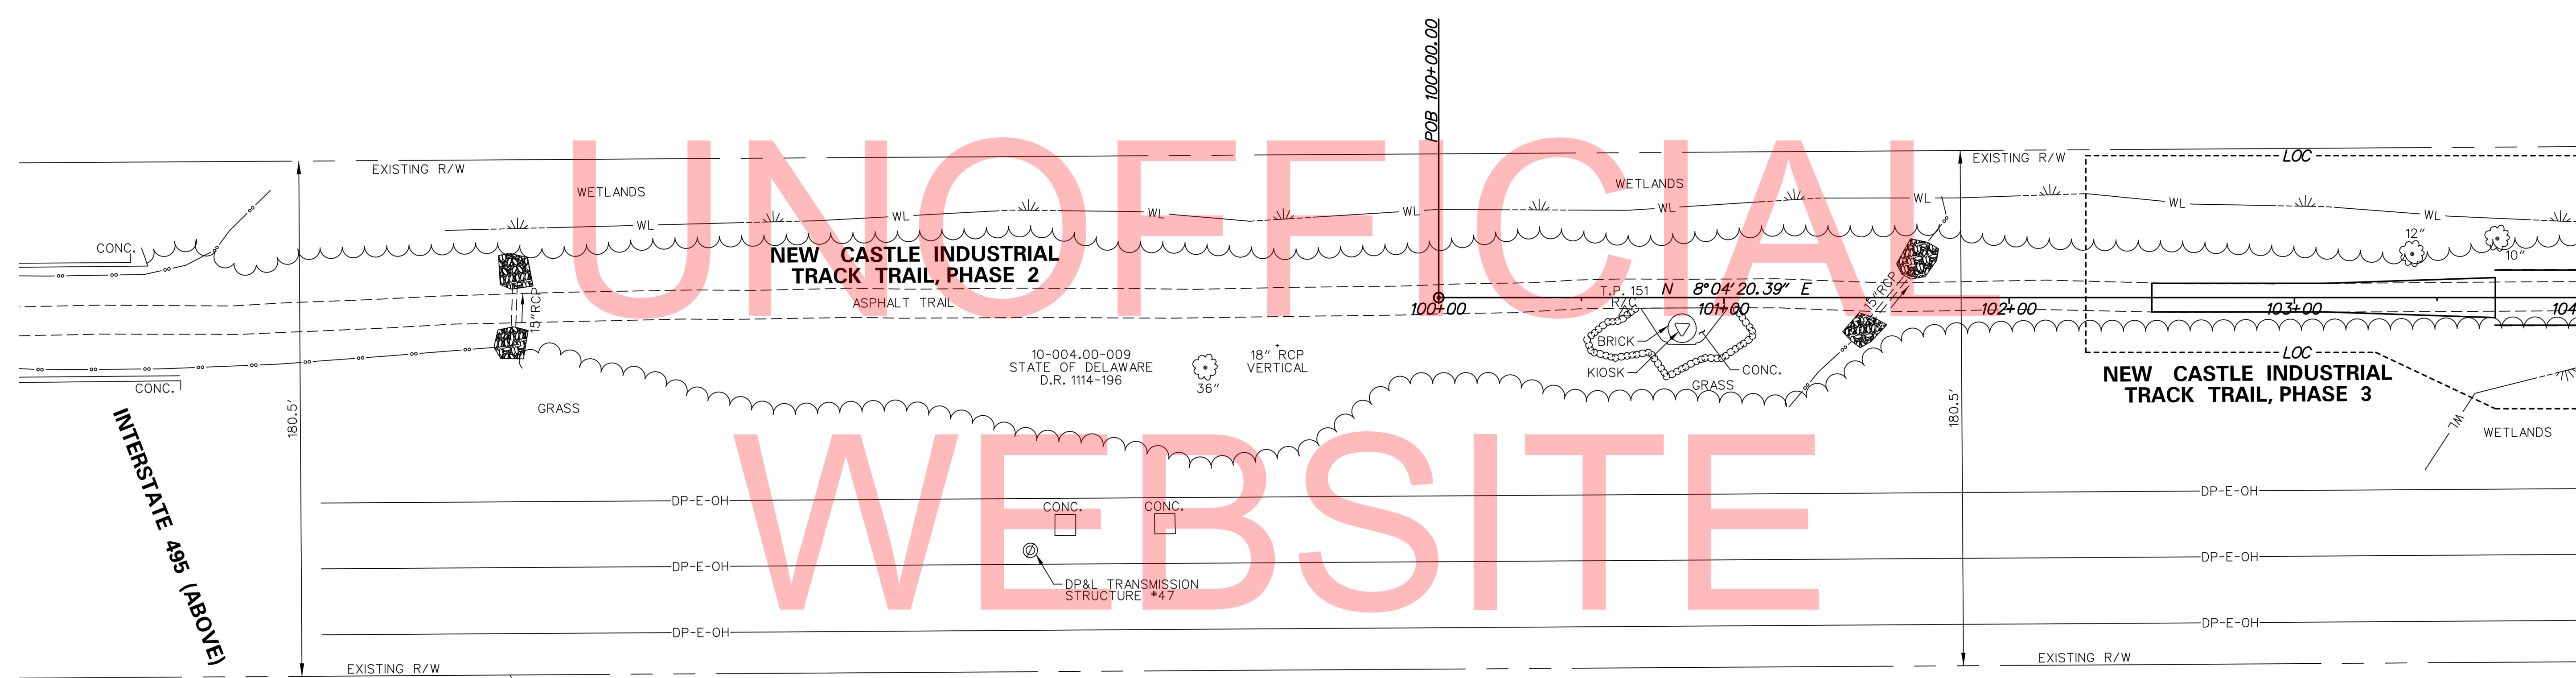 POB 100+00.00
EXISTING R/W
EXISTING R/W
LOC
WETLANDS
WETLANDS
WL
WL
WL
WL
WL
WL
WL
WL
WL
CONC.
12"
10"
NEW CASTLE INDUSTRIAL
TRACK TRAIL, PHASE 2
ASPHALT TRAIL
15"RCP
T.P. 151
R/C
N 8°04'20.39" E
15"RCP
100+00
101+00
102+00
103+00
104
BRICK
KIOSK
CONC.
GRASS
10-004.00-009
STATE OF DELAWARE
D.R. 1114-196
36"
18" RCP
VERTICAL
LOC
NEW CASTLE INDUSTRIAL
TRACK TRAIL, PHASE 3
CONC.
GRASS
180.5'
180.5'
WL
WETLANDS
INTERSTATE 495 (ABOVE)
DP-E-OH
DP-E-OH
CONC.
CONC.
DP-E-OH
DP-E-OH
DP&L TRANSMISSION
STRUCTURE #47
DP-E-OH
DP-E-OH
EXISTING R/W
EXISTING R/W
UNOFFICIAL
WEBSITE